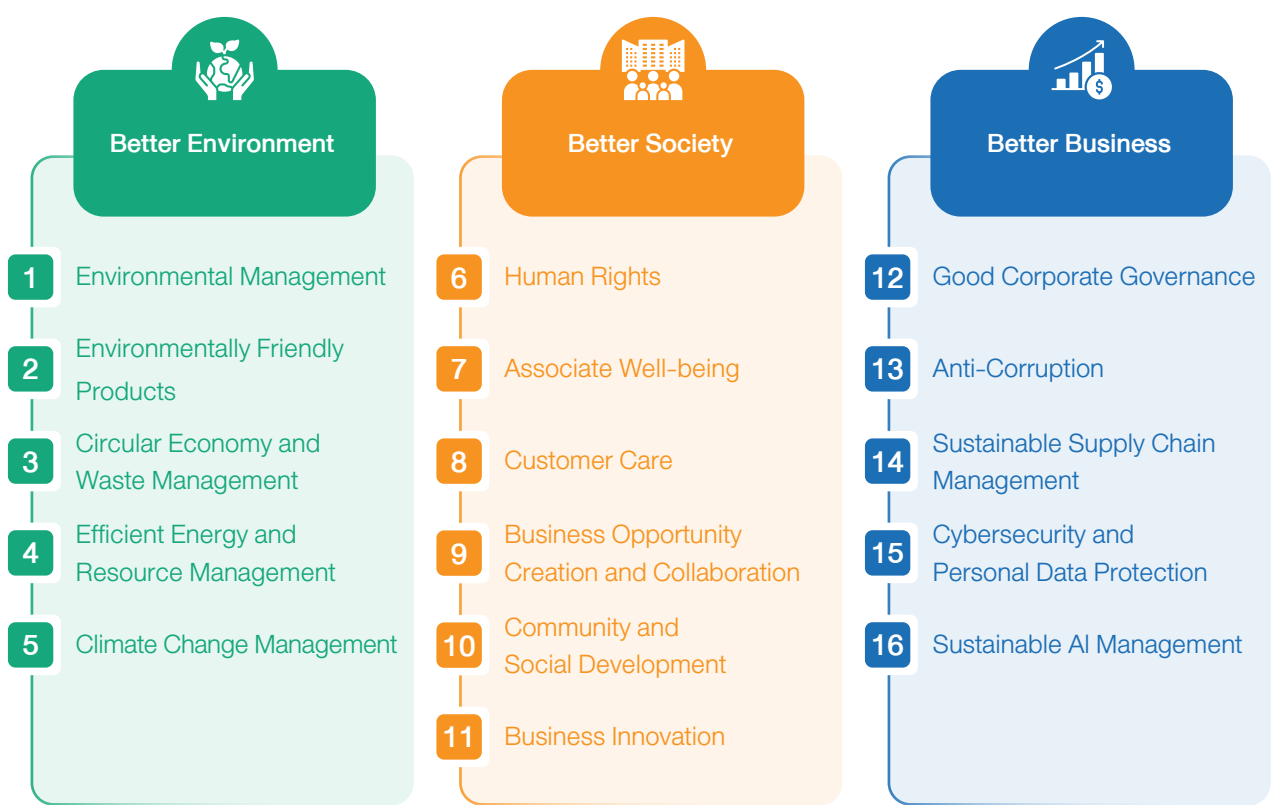 Better Environment
1
Environmental Management
2
Environmentally Friendly
Products
3
Circular Economy and
Waste Management
4
Efficient Energy and
Resource Management
5
Climate Change Management
Better Society
6
Human Rights
7
Associate Well-being
8
Customer Care
9
Business Opportunity
Creation and Collaboration
10
Community and
Social Development
11
Business Innovation
$
Better Business
12
Good Corporate Governance
13
Anti-Corruption
14
Sustainable Supply Chain
Management
15
Cybersecurity and
Personal Data Protection
16
Sustainable AI Management